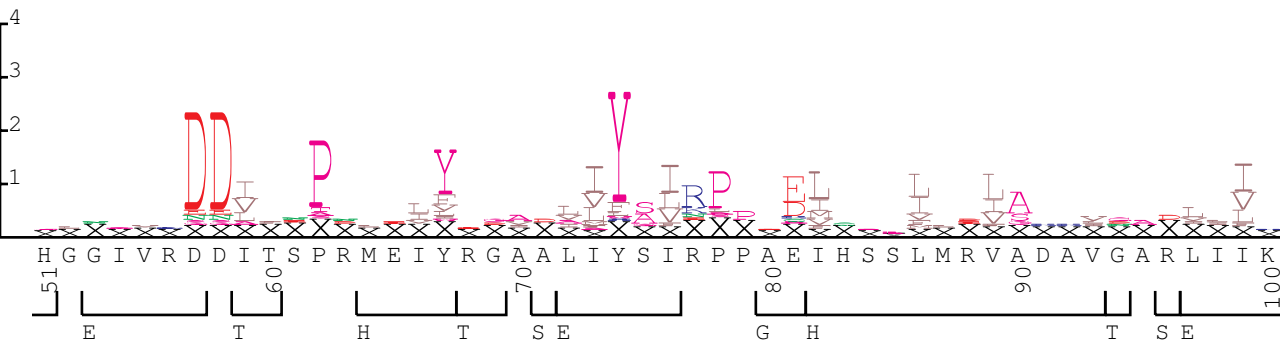 4
3
2
1
D D I V P Y I V Y S A I V R P P E L L L V A I V
X X X X X X X X X X X X X X X X X X X X X X X X X X X X X X X X X X X X X X X X X X X X X X X X X X
H G G I V R D D I T S P R M E I Y R G A A L I Y S I R P P A E I H S S L M R V A D A V G A R L I I K
51 60 70 80 90 100
E T H T S E G H T S E